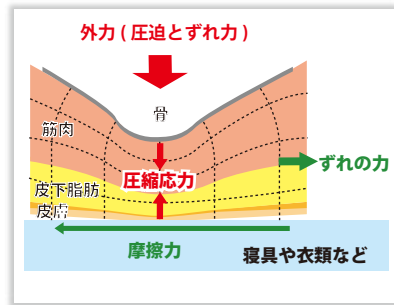 外力(圧迫とずれ力)
骨
筋肉
ずれの力
圧縮応力
皮下脂肪
皮膚
摩擦力
寝具や衣類など